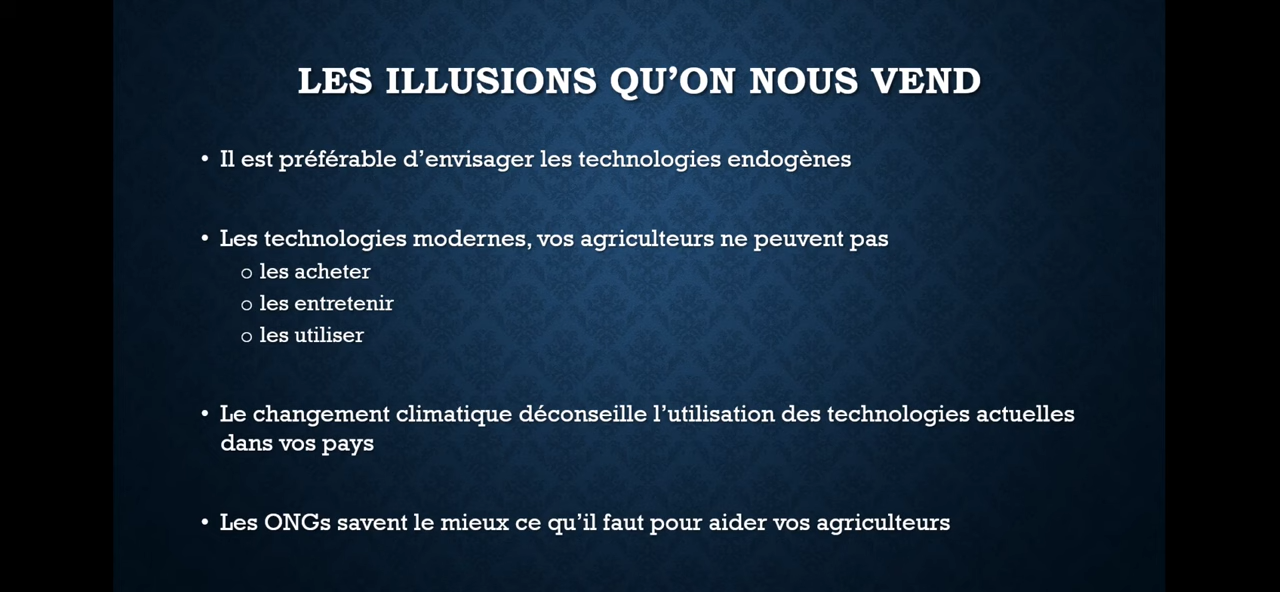 LES ILLUSIONS QU’ON NOUS VEND
• Il est préférable d’envisager les technologies endogènes
• Les technologies modernes, vos agriculteurs ne peuvent pas
o les acheter
o les entretenir
o les utiliser
• Le changement climatique déconseille l’utilisation des technologies actuelles
dans vos pays
• Les ONGs savent le mieux ce qu’il faut pour aider vos agriculteurs